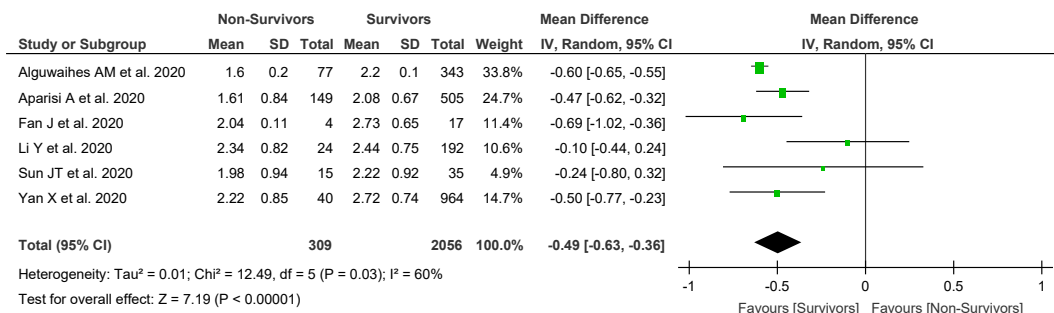 Non-Survivors Survivors Mean Difference Mean Difference
Study or Subgroup Mean SD Total Mean SD Total Weight IV, Random, 95% CI IV, Random, 95% CI
Alguwaihes AM et al. 2020 1.6 0.2 77 2.2 0.1 343 33.8% -0.60 [-0.65, -0.55]
Aparisi A et al. 2020 1.61 0.84 149 2.08 0.67 505 24.7% -0.47 [-0.62, -0.32]
Fan J et al. 2020 2.04 0.11 4 2.73 0.65 17 11.4% -0.69 [-1.02, -0.36]
Li Y et al. 2020 2.34 0.82 24 2.44 0.75 192 10.6% -0.10 [-0.44, 0.24]
Sun JT et al. 2020 1.98 0.94 15 2.22 0.92 35 4.9% -0.24 [-0.80, 0.32]
Yan X et al. 2020 2.22 0.85 40 2.72 0.74 964 14.7% -0.50 [-0.77, -0.23]
Total (95% CI) 309 2056 100.0% -0.49 [-0.63, -0.36]
Heterogeneity: Tau² = 0.01; Chi² = 12.49, df = 5 (P = 0.03); I² = 60%
Test for overall effect: Z = 7.19 (P < 0.00001)
-1 -0.5 0 0.5 1
Favours [Survivors] Favours [Non-Survivors]